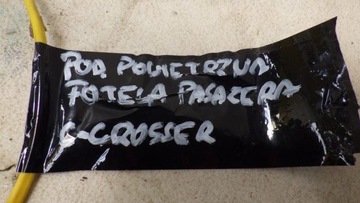 POD POWIETRZNA
FOTELA PASAŻERA
C-CROSSER